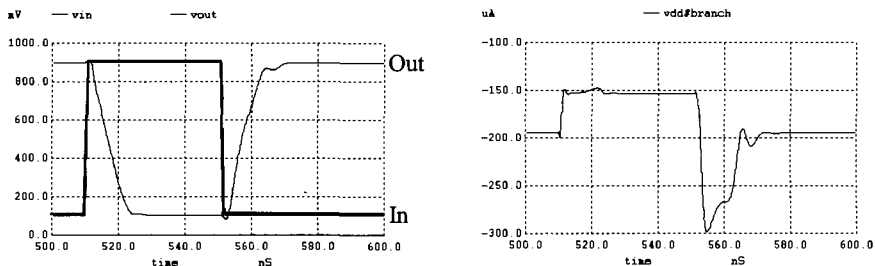 mV — vin — vout
1000.0
800.0
600.0
400.0
200.0
0.0
500.0 520.0 540.0 560.0 580.0 600.0
time nS
Out
In
uA — vdd#branch
-100.0
-150.0
-200.0
-250.0
-300.0
500.0 520.0 540.0 560.0 580.0 600.0
time nS